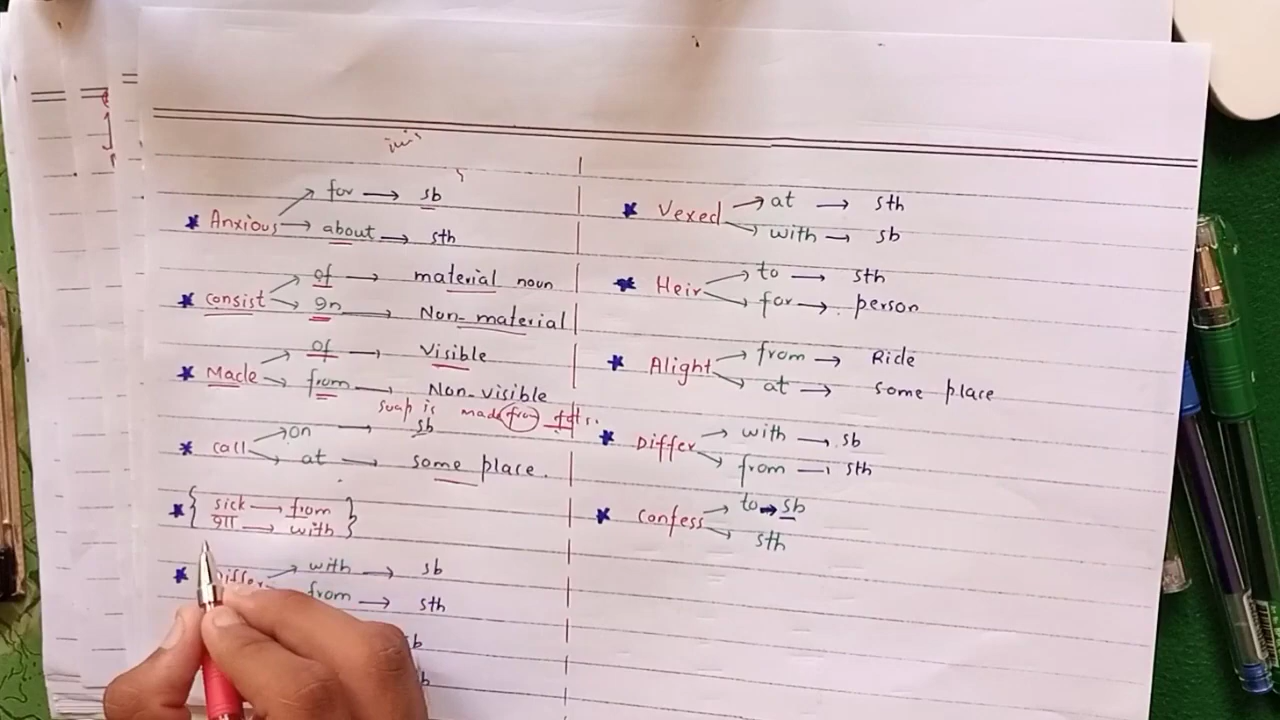 for → sb
★ Anxious → about → sth
of → material noun
★ consist → In → Non-material
of → Visible
★ Made → from → Non-visible
soap is made from
on → sb
★ call → at → some place.
★ { sick → from }
Ill → with
★ Differ → with → sb
from → sth
sb
b
★ Vexed → at → sth
with → sb
★ Heir → to → sth
for → person
★ Alight → from → Ride
at → some place
★ Differ → with → sb
from → sth
★ Confess → to → sb
→ sth